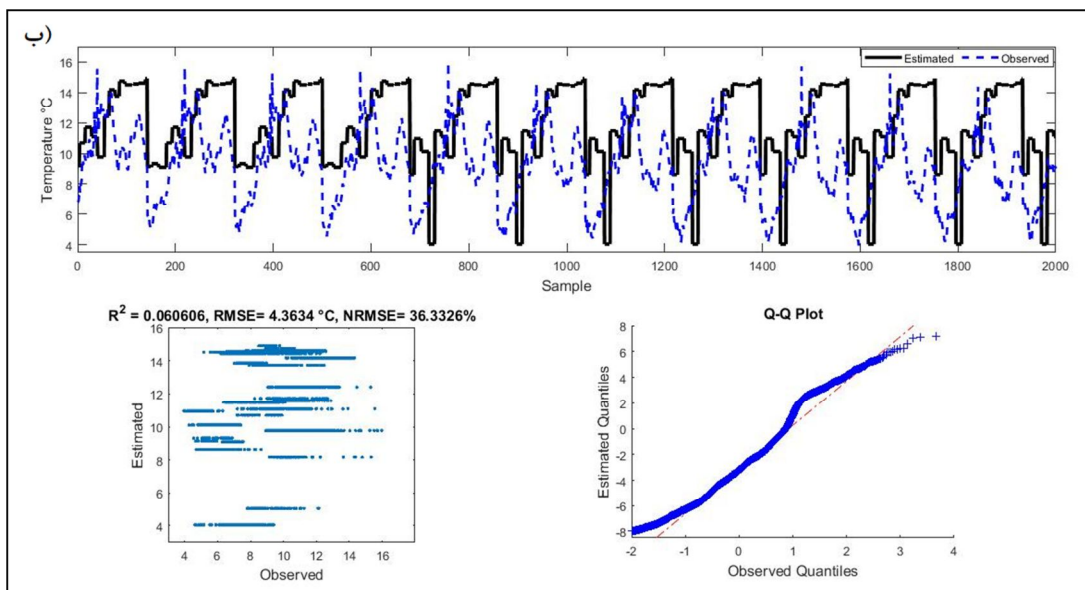 ب)
16
14
12
10
8
6
4
Temperature °C
Estimated
Observed
0 200 400 600 800 1000 1200 1400 1600 1800 2000
Sample
R² = 0.060606, RMSE= 4.3634 °C, NRMSE= 36.3326%
16
14
12
10
8
6
4
Estimated
4 6 8 10 12 14 16
Observed
Q-Q Plot
8
6
4
2
0
-2
-4
-6
-8
Estimated Quantiles
-2 -1 0 1 2 3 4
Observed Quantiles